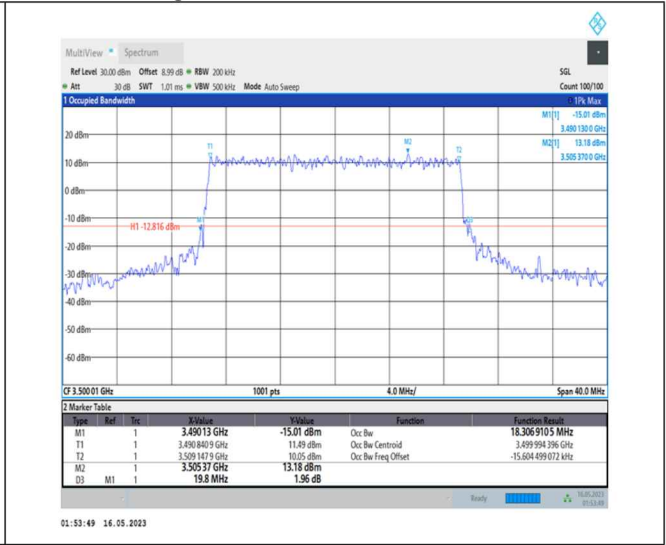 MultiView Spectrum
Ref Level 30.00 dBm Offset 8.99 dB RBW 200 kHz SGL
Att 30 dB SWT 1.01 ms VBW 500 kHz Mode Auto Sweep Count 100/100
1 Occupied Bandwidth 1Pk Max
M1[1] -15.01 dBm
3.490 130 0 GHz
M2[1] 13.18 dBm
3.505 370 0 GHz
20 dBm
T1 M2 T2
10 dBm
0 dBm
-10 dBm
M1
H1 -12.816 dBm
-20 dBm
-30 dBm
-40 dBm
-50 dBm
-60 dBm
CF 3.500 01 GHz 1001 pts 4.0 MHz/ Span 40.0 MHz
2 Marker Table
Type Ref Trc X-Value Y-Value Function Function Result
M1 1 3.490 13 GHz -15.01 dBm Occ Bw 18.306 910 5 MHz
T1 1 3.490 840 9 GHz 11.49 dBm Occ Bw Centroid 3.499 994 396 GHz
T2 1 3.509 147 9 GHz 10.05 dBm Occ Bw Freq Offset -15.604 499 072 kHz
M2 1 3.505 37 GHz 13.18 dBm
D3 M1 1 19.8 MHz 1.96 dB
Ready 16.05.2023
01:53:49
01:53:49 16.05.2023